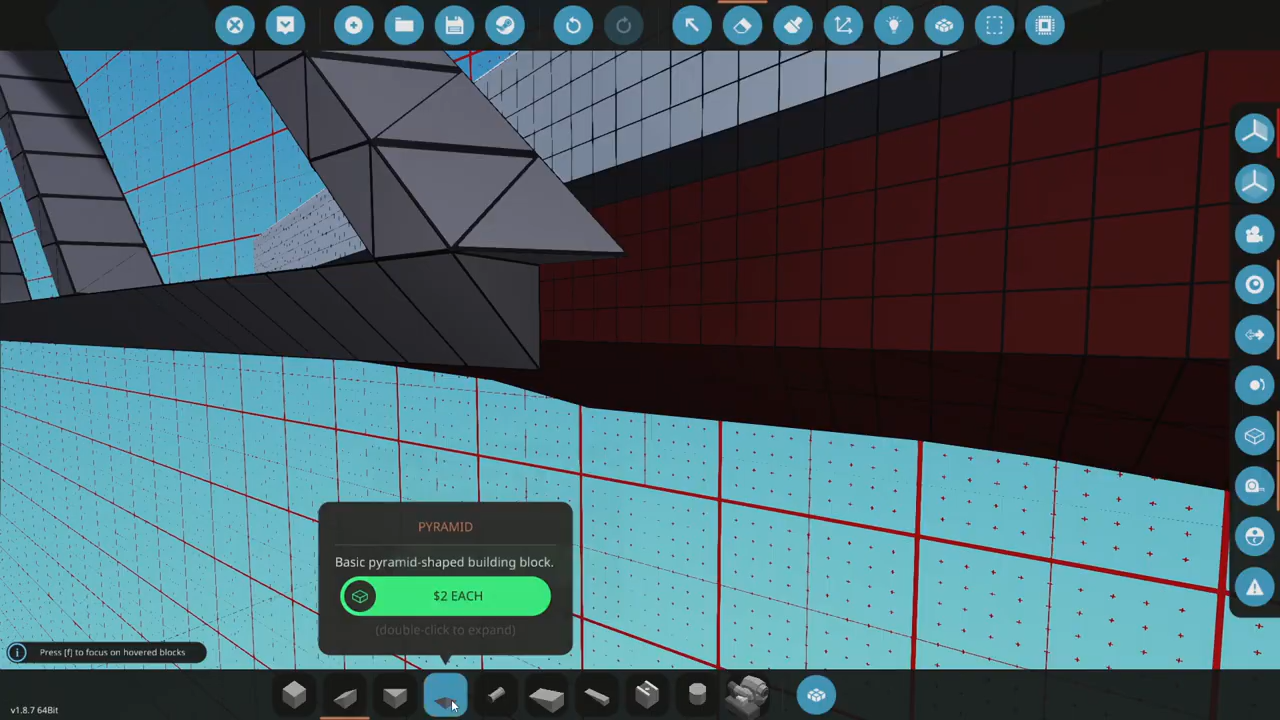 PYRAMID
Basic pyramid-shaped building block.
$2 EACH
(double-click to expand)
Press [f] to focus on hovered blocks
v1.8.7 64Bit